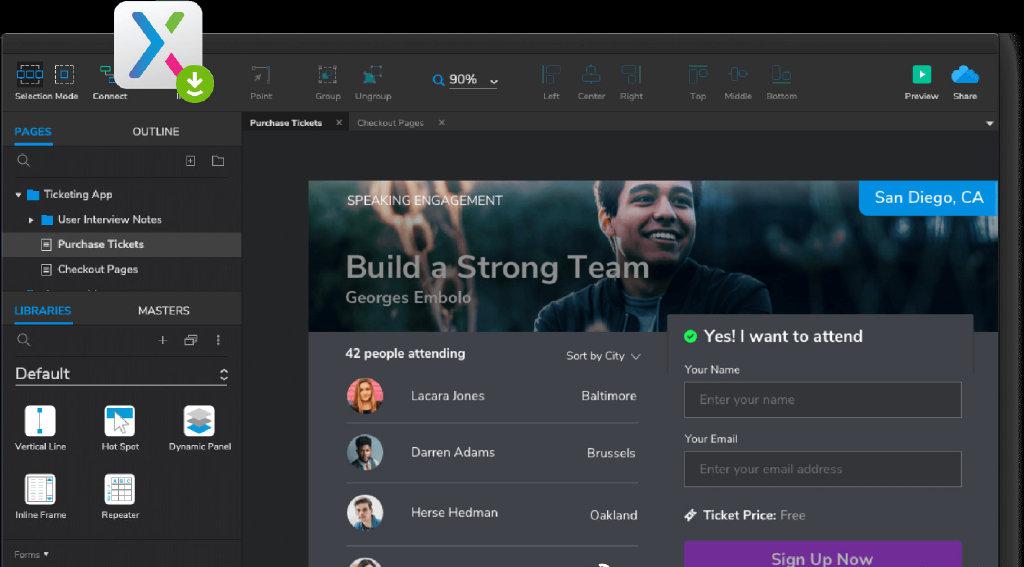 Selection Mode
Connect
Point
Group
Ungroup
90%
Left
Center
Right
Top
Middle
Bottom
Preview
Share
PAGES
OUTLINE
Purchase Tickets
Checkout Pages
Ticketing App
User Interview Notes
Purchase Tickets
Checkout Pages
LIBRARIES
MASTERS
Default
Vertical Line
Hot Spot
Dynamic Panel
Inline Frame
Repeater
Forms
SPEAKING ENGAGEMENT
San Diego, CA
Build a Strong Team
Georges Embolo
42 people attending
Sort by City
Lacara Jones
Baltimore
Darren Adams
Brussels
Herse Hedman
Oakland
Yes! I want to attend
Your Name
Enter your name
Your Email
Enter your email address
Ticket Price: Free
Sign Up Now